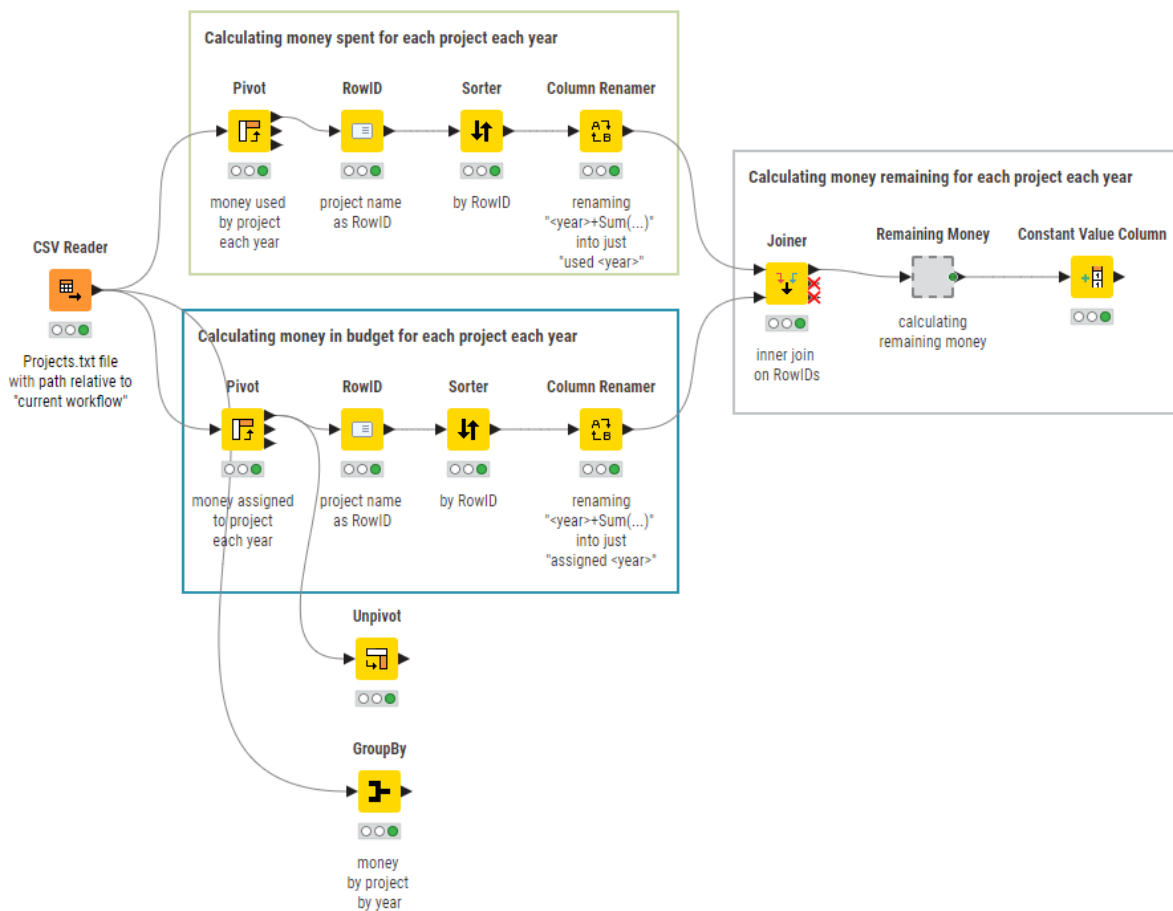 Calculating money spent for each project each year
Pivot
RowID
Sorter
Column Renamer
money used
by project
each year
project name
as RowID
by RowID
renaming
"<year>+Sum(...)"
into just
"used <year>"
CSV Reader
Projects.txt file
with path relative to
"current workflow"
Calculating money in budget for each project each year
Pivot
RowID
Sorter
Column Renamer
money assigned
to project
each year
project name
as RowID
by RowID
renaming
"<year>+Sum(...)"
into just
"assigned <year>"
Calculating money remaining for each project each year
Joiner
Remaining Money
Constant Value Column
inner join
on RowIDs
calculating
remaining money
Unpivot
GroupBy
money
by project
by year